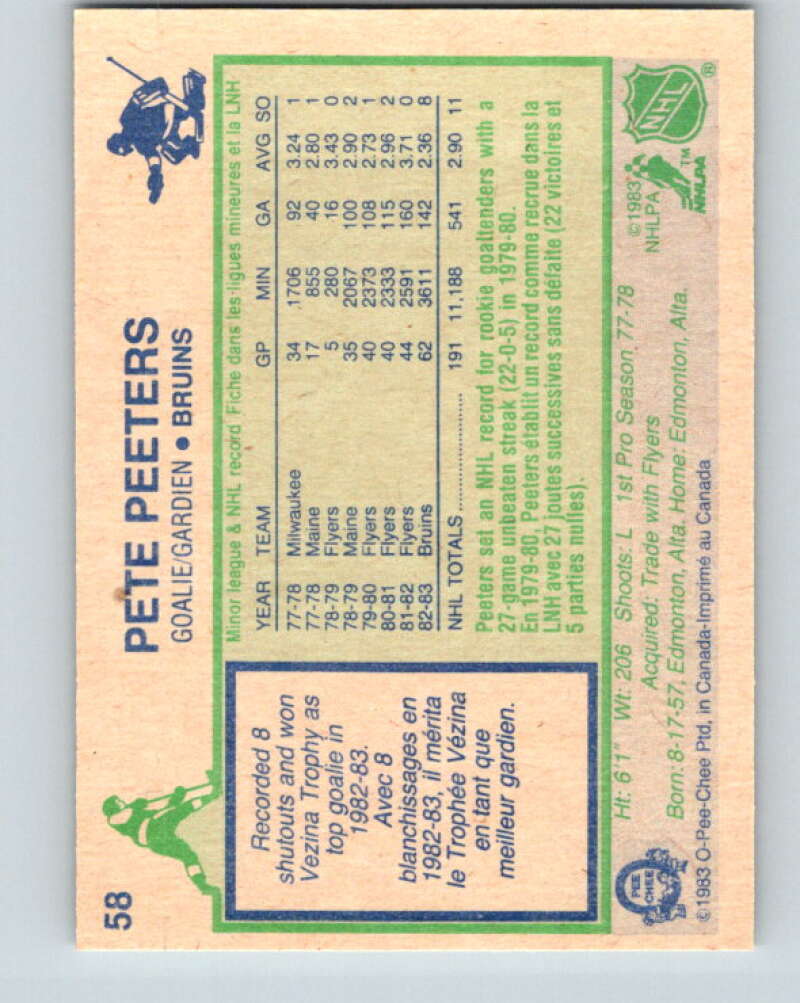 58
PETE PEETERS
GOALIE/GARDIEN • BRUINS
Recorded 8
shutouts and won
Vezina Trophy as
top goalie in
1982-83.
Avec 8
blanchissages en
1982-83, il mérita
le Trophée Vézina
en tant que
meilleur gardien.
Minor league & NHL record Fiche dans les ligues mineures et la LNH
YEAR TEAM GP MIN GA AVG SO
77-78 Milwaukee 34 1706 92 3.24 1
77-78 Maine 17 855 40 2.80 1
78-79 Flyers 5 280 16 3.43 0
78-79 Maine 35 2067 100 2.90 2
79-80 Flyers 40 2373 108 2.73 1
80-81 Flyers 40 2333 115 2.96 2
81-82 Flyers 44 2591 160 3.71 0
82-83 Bruins 62 3611 142 2.36 8
NHL TOTALS .................. 191 11,188 541 2.90 11
Peeters set an NHL record for rookie goaltenders with a
27-game unbeaten streak (22-0-5) in 1979-80.
En 1979-80, Peeters établit un record comme recrue dans la
LNH avec 27 joutes successives sans défaite (22 victoires et
5 parties nulles).
Ht: 6'1" Wt: 206 Shoots: L 1st Pro Season 77-78
Acquired: Trade with Flyers
Born: 8-17-57, Edmonton, Alta. Home: Edmonton, Alta.
©1983 O-Pee-Chee Ptd, in Canada-Imprimé au Canada
O PEE CHEE
©1983
NHLPA
NHLPA
TM
NHL
®